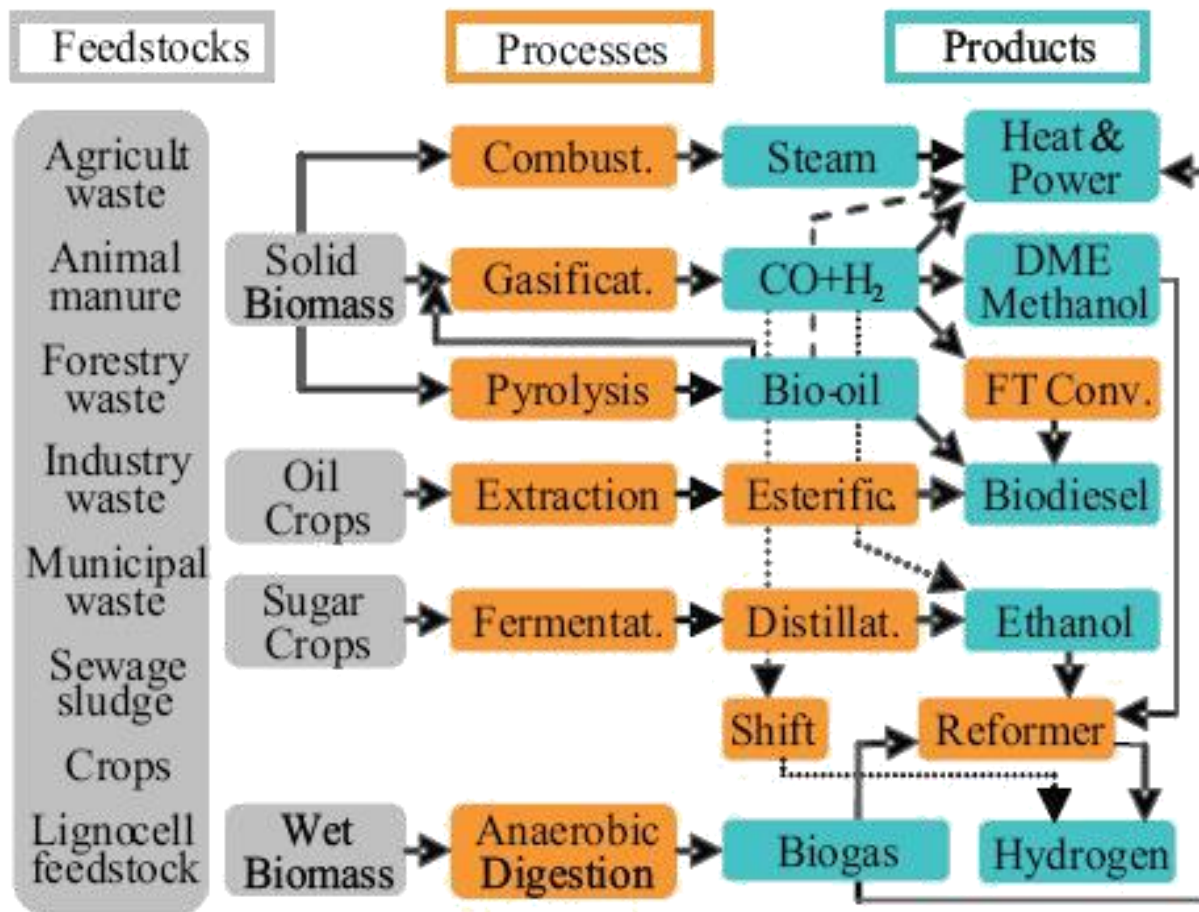 Feedstocks
Processes
Products
Agricult
waste
Animal
manure
Forestry
waste
Industry
waste
Municipal
waste
Sewage
sludge
Crops
Lignocell
feedstock
Solid
Biomass
Oil
Crops
Sugar
Crops
Wet
Biomass
Combust.
Gasificat.
Pyrolysis
Extraction
Fermentat.
Anaerobic
Digestion
Steam
CO+H₂
Bio-oil
Esterific.
Distillat.
Shift
Biogas
Heat &
Power
DME
Methanol
FT Conv.
Biodiesel
Ethanol
Reformer
Hydrogen